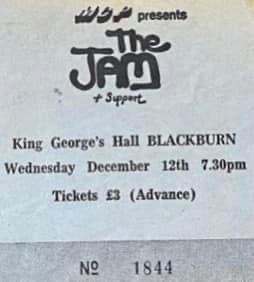 presents
The
JAM
+ Support
King George's Hall BLACKBURN
Wednesday December 12th 7.30pm
Tickets £3 (Advance)
Nº 1844